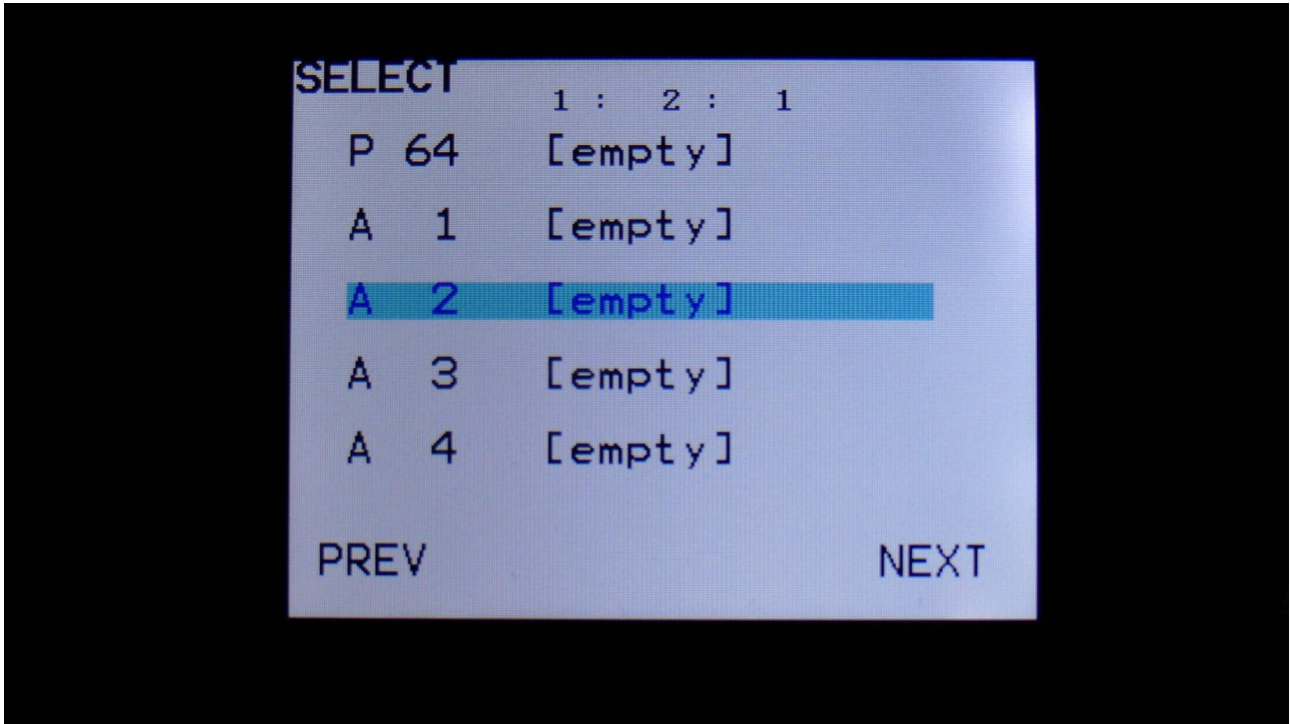 SELECT
1 : 2 : 1
P 64 [empty]
A 1 [empty]
A 2 [empty]
A 3 [empty]
A 4 [empty]
PREV NEXT